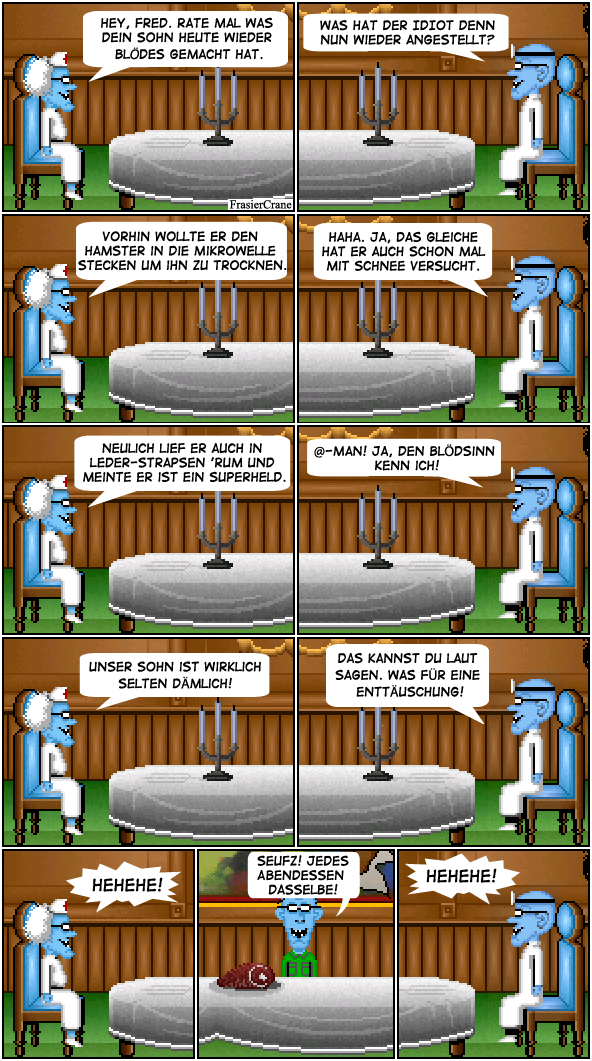 HEY, FRED. RATE MAL WAS
DEIN SOHN HEUTE WIEDER
BLÖDES GEMACHT HAT.
FrasierCrane
WAS HAT DER IDIOT DENN
NUN WIEDER ANGESTELLT?
VORHIN WOLLTE ER DEN
HAMSTER IN DIE MIKROWELLE
STECKEN UM IHN ZU TROCKNEN.
HAHA. JA, DAS GLEICHE
HAT ER AUCH SCHON MAL
MIT SCHNEE VERSUCHT.
NEULICH LIEF ER AUCH IN
LEDER-STRAPSEN 'RUM UND
MEINTE ER IST EIN SUPERHELD.
@-MAN! JA, DEN BLÖDSINN
KENN ICH!
UNSER SOHN IST WIRKLICH
SELTEN DÄMLICH!
DAS KANNST DU LAUT
SAGEN. WAS FÜR EINE
ENTTÄUSCHUNG!
HEHEHE!
SEUFZ! JEDES
ABENDESSEN
DASSELBE!
HEHEHE!